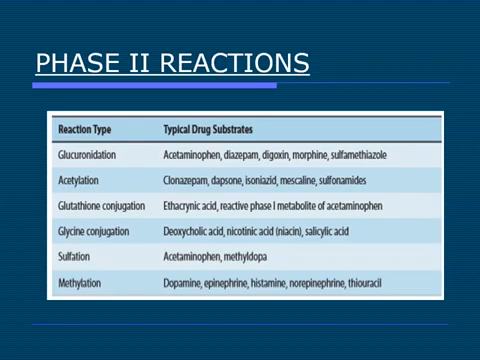 PHASE II REACTIONS
Reaction Type Typical Drug Substrates
Glucuronidation Acetaminophen, diazepam, digoxin, morphine, sulfamethiazole
Acetylation Clonazepam, dapsone, isoniazid, mescaline, sulfonamides
Glutathione conjugation Ethacrynic acid, reactive phase I metabolite of acetaminophen
Glycine conjugation Deoxycholic acid, nicotinic acid (niacin), salicylic acid
Sulfation Acetaminophen, methyldopa
Methylation Dopamine, epinephrine, histamine, norepinephrine, thiouracil